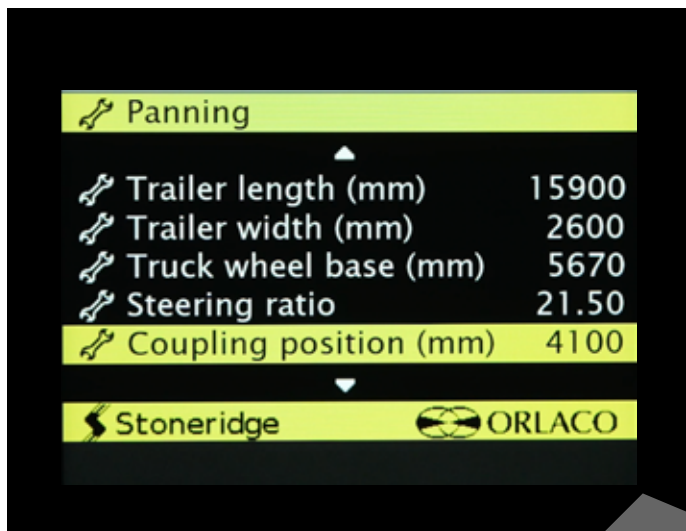 Panning
Trailer length (mm) 15900
Trailer width (mm) 2600
Truck wheel base (mm) 5670
Steering ratio 21.50
Coupling position (mm) 4100
Stoneridge ORLACO